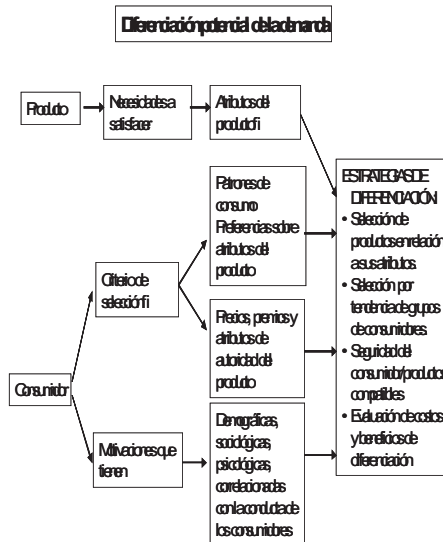 Diferenciación potencial de la demanda
Producto
Necesidades a
satisfacer
Atributos del
producto fi
Patrones de
consumo
Preferencias sobre
atributos del
producto
Criterio de
selección fi
Precios, premios y
atributos de
autoridad del
producto
Consumidor
Motivaciones que
tienen
Demográficas,
sociológicas,
psicológicas,
correlacionadas
con la conducta de
los consumidores
ESTRATEGIAS DE
DIFERENCIACIÓN:
• Selección de
productos en relación
a sus atributos.
• Selección por
tendencia de grupos
de consumidores.
• Seguridad del
consumidor/productos
compatibles.
• Evaluación de costos
y beneficios de
diferenciación